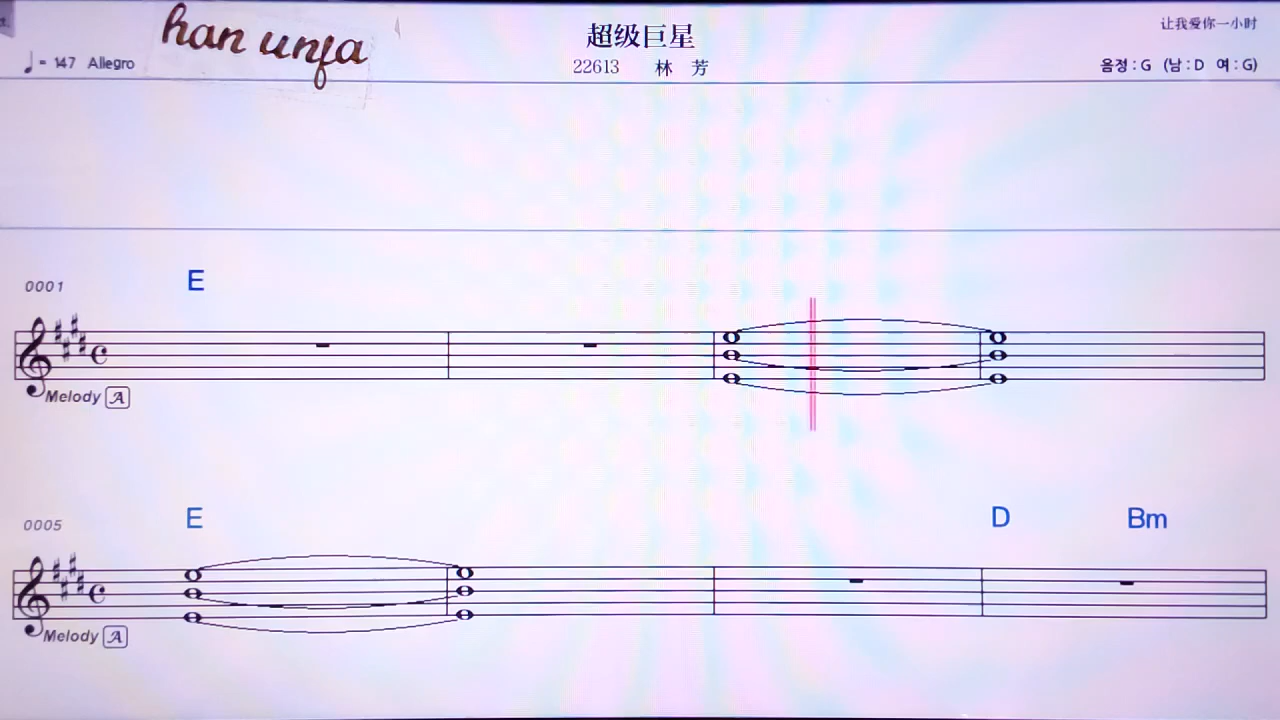 han unfa
超级巨星
让我爱你一小时
♩= 147 Allegro
22613 林 芳
음정 : G (남 : D 여 : G)
0001
E
Melody A
0005
E D Bm
Melody A